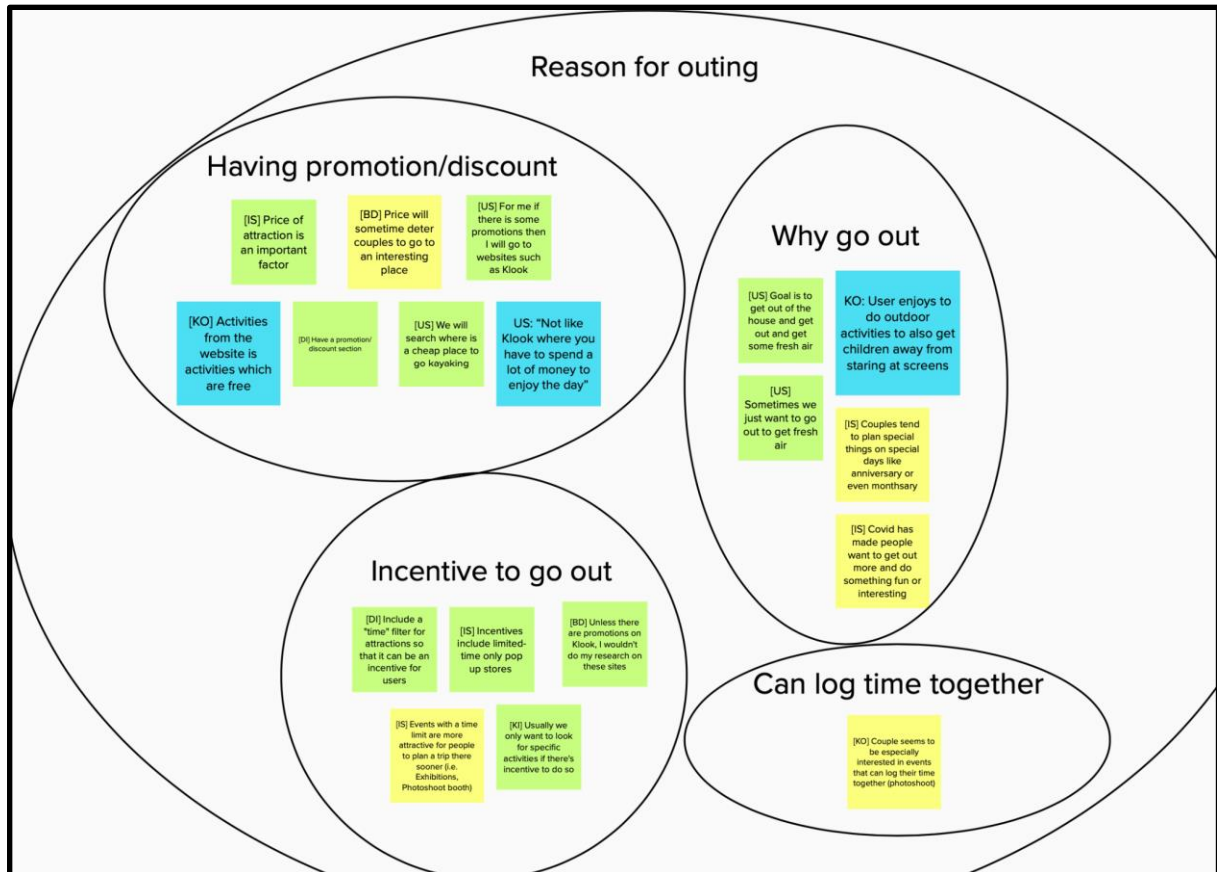 Reason for outing
Having promotion/discount
[IS] Price of
attraction is
an important
factor
[BD] Price will
sometime deter
couples to go to
an interesting
place
[US] For me if
there is some
promotions then
I will go to
websites such
as Klook
[KO] Activities
from the
website is
activities which
are free
[DI] Have a promotion/
discount section
[US] We will
search where is
a cheap place to
go kayaking
US: “Not like
Klook where you
have to spend a
lot of money to
enjoy the day”
Why go out
[US] Goal is to
get out of the
house and get
out and get
some fresh air
KO: User enjoys to
do outdoor
activities to also get
children away from
staring at screens
[US]
Sometimes we
just want to go
out to get fresh
air
[IS] Couples tend
to plan special
things on special
days like
anniversary or
even monthsary
[IS] Covid has
made people
want to get out
more and do
something fun or
interesting
Incentive to go out
[DI] Include a
"time" filter for
attractions so
that it can be an
incentive for
users
[IS] Incentives
include limited-
time only pop
up stores
[BD] Unless there
are promotions on
Klook, I wouldn't
do my research on
these sites
[IS] Events with a time
limit are more
attractive for people
to plan a trip there
sooner (i.e.
Exhibitions,
Photoshoot booth)
[KI] Usually we
only want to look
for specific
activities if there's
incentive to do so
Can log time together
[KO] Couple seems to
be especially
interested in events
that can log their time
together (photoshoot)